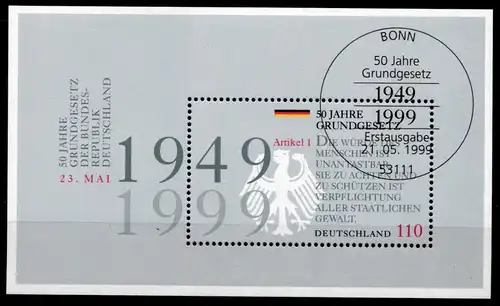 50 JAHRE
GRUNDGESETZ
DER BUNDES-
REPUBLIK
DEUTSCHLAND
23. MAI
1949
1999
50 JAHRE
GRUNDGESETZ
Artikel 1 DIE WÜRDE DES
MENSCHEN IST
UNANTASTBAR.
SIE ZU ACHTEN UND
ZU SCHÜTZEN IST
VERPFLICHTUNG
ALLER STAATLICHEN
GEWALT.
DEUTSCHLAND 110
BONN
50 Jahre
Grundgesetz
1949
1999
Erstausgabe
21. 05. 1999
53111